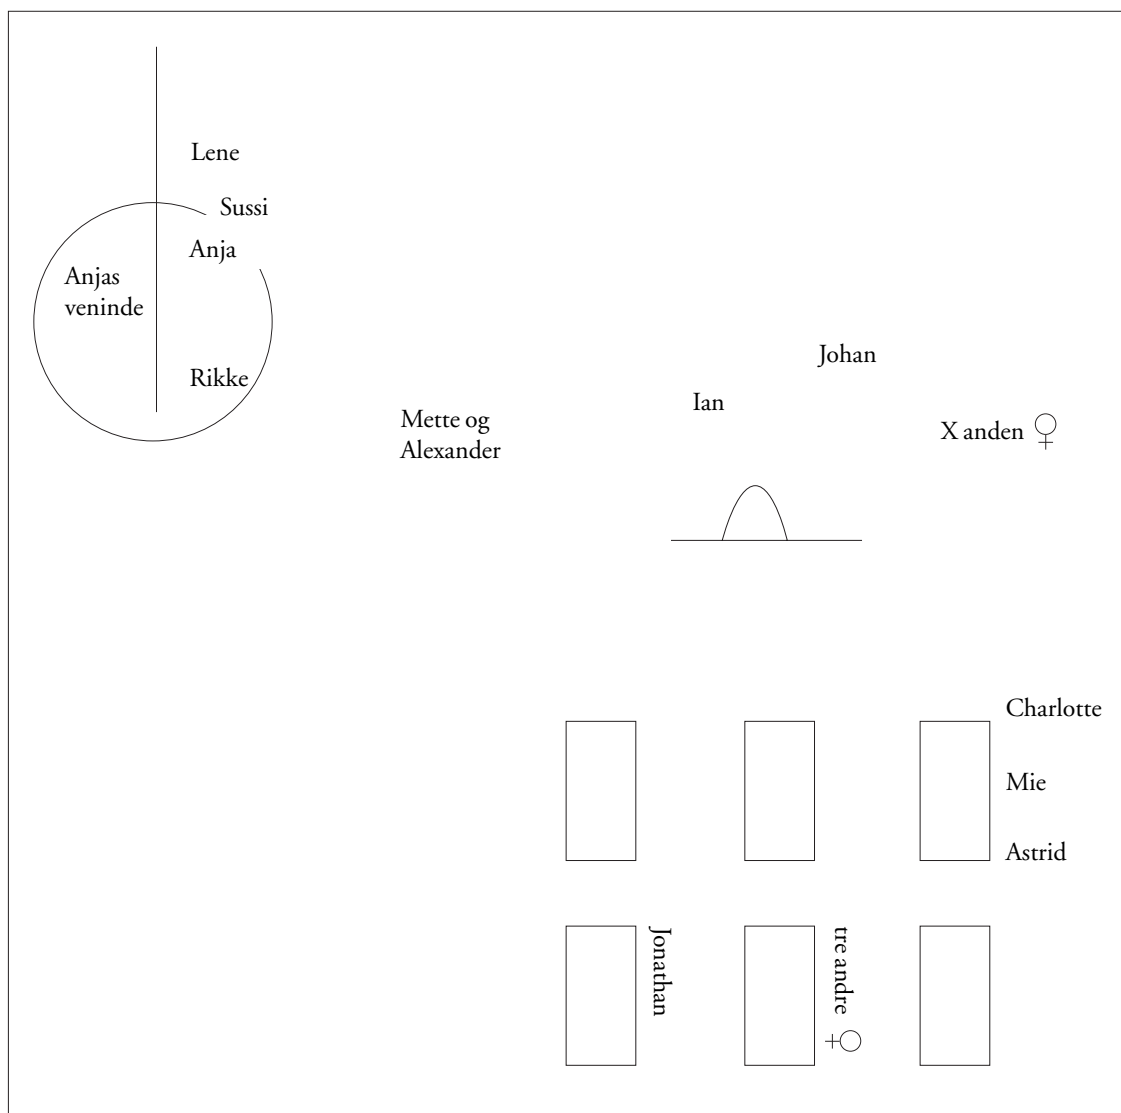 Lene
Sussi
Anja
Anjas
veninde
Rikke
Johan
Ian
Mette og
Alexander
X anden ♀
Charlotte
Mie
Astrid
Jonathan
tre andre ♀